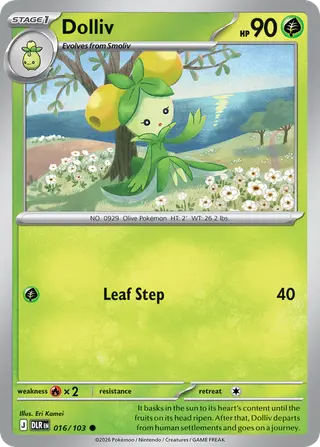 STAGE 1
Dolliv
HP 90
Evolves from Smoliv
NO. 0929 Olive Pokémon HT: 2' WT: 26.2 lbs.
Leaf Step 40
weakness ×2 resistance retreat
Illus. Eri Kamei
J DLR EN 016/103
It basks in the sun to its heart's content until the
fruits on its head ripen. After that, Dolliv departs
from human settlements and goes on a journey.
©2026 Pokémon / Nintendo / Creatures / GAME FREAK